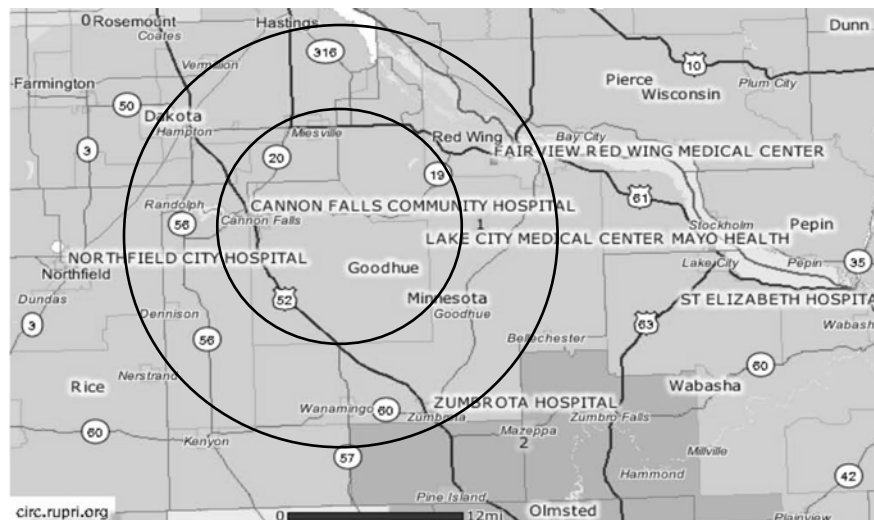 0 Rosemount
Hastings
Dunn
Coates
316
Vermillion
10
Farmington
Pierce
Plum City
50
Wisconsin
Dakota
Hampton
Miesville
Red Wing
Bay City
3
20
FAIRVIEW RED WING MEDICAL CENTER
19
61
Randolph
CANNON FALLS COMMUNITY HOSPITAL
56
Cannon Falls
1
Stockholm
Pepin
LAKE CITY MEDICAL CENTER MAYO HEALTH
NORTHFIELD CITY HOSPITAL
Lake City
Pepin
35
Northfield
Goodhue
Dundas
52
Minnesota
ST ELIZABETH HOSPITA
Dennison
Goodhue
3
63
Wabash
56
Bellechester
Nerstrand
60
Rice
Wabasha
Wanamingo
60
ZUMBROTA HOSPITAL
Zumbrota
Zumbro Falls
60
Kenyon
Mazeppa
2
Millville
57
Hammond
42
Pine Island
circ.rupri.org
0
12mi
Olmsted
Plainview